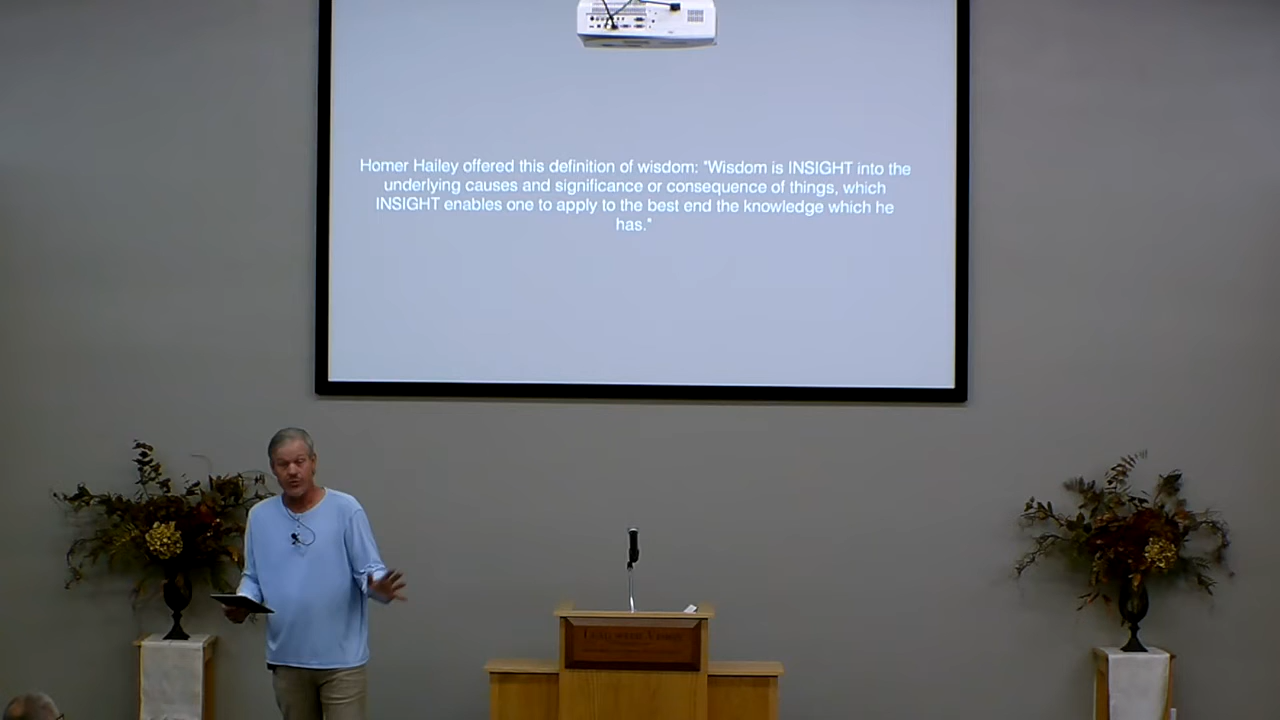 Homer Hailey offered this definition of wisdom: "Wisdom is INSIGHT into the
underlying causes and significance or consequence of things, which
INSIGHT enables one to apply to the best end the knowledge which he
has."